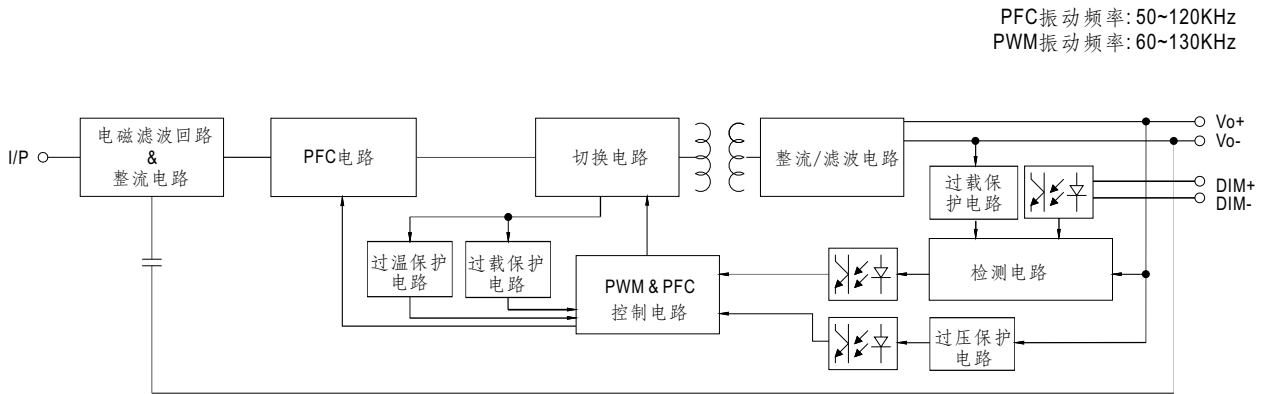 PFC振动频率: 50~120KHz
PWM振动频率: 60~130KHz
I/P
电磁滤波回路
&
整流电路
PFC电路
切换电路
整流/滤波电路
Vo+
Vo-
过载保
护电路
DIM+
DIM-
过温保护
电路
过载保护
电路
PWM & PFC
控制电路
检测电路
过压保护
电路